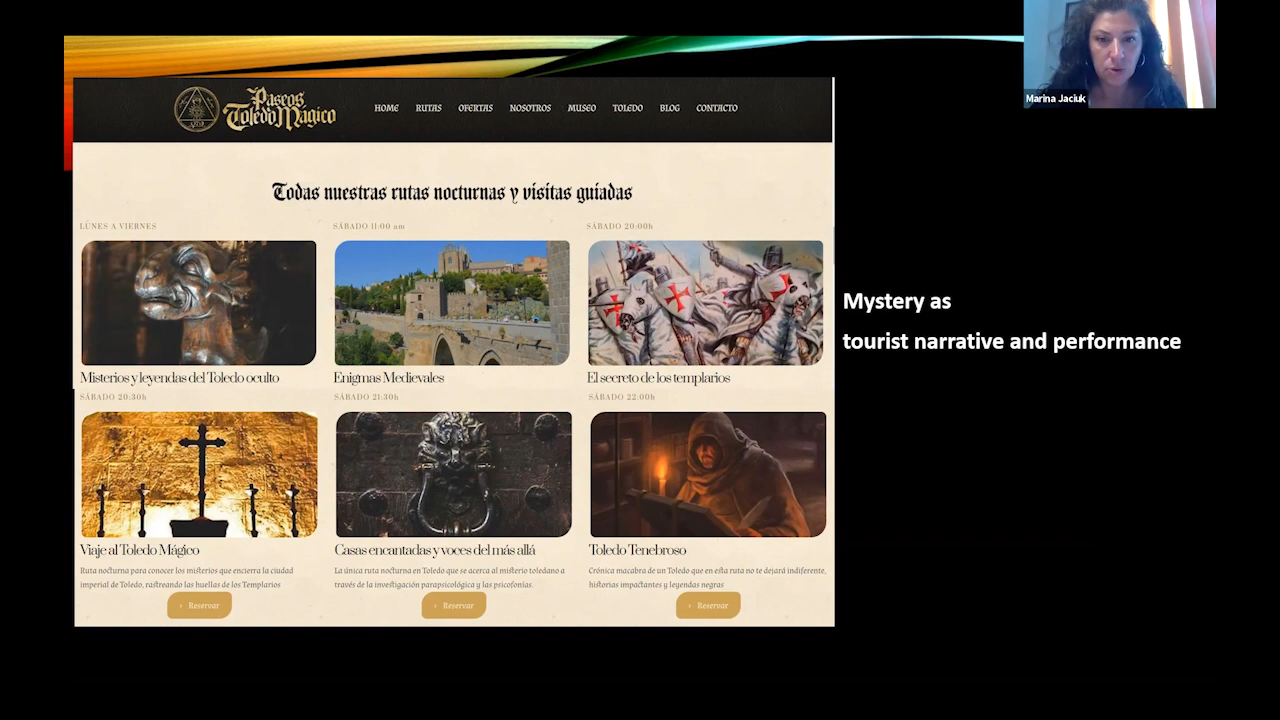 Marina Jaciuk
Paseos
Toledo Magico
HOME RUTAS OFERTAS NOSOTROS MUSEO TOLEDO BLOG CONTACTO
Todas nuestras rutas nocturnas y visitas guiadas
LUNES A VIERNES
SÁBADO 11:00 am
SÁBADO 20:00h
Misterios y leyendas del Toledo oculto
Enigmas Medievales
El secreto de los templarios
SÁBADO 20:30h
SÁBADO 21:30h
SÁBADO 22:00h
Viaje al Toledo Mágico
Ruta nocturna para conocer los misterios que encierra la ciudad
imperial de Toledo, rastreando las huellas de los Templarios
› Reservar
Casas encantadas y voces del más allá
La única ruta nocturna en Toledo que se acerca al misterio toledano a
través de la investigación parapsicológica y las psicofonías.
› Reservar
Toledo Tenebroso
Crónica macabra de un Toledo que en esta ruta no te dejará indiferente,
historias impactantes y leyendas negras
› Reservar
Mystery as
tourist narrative and performance